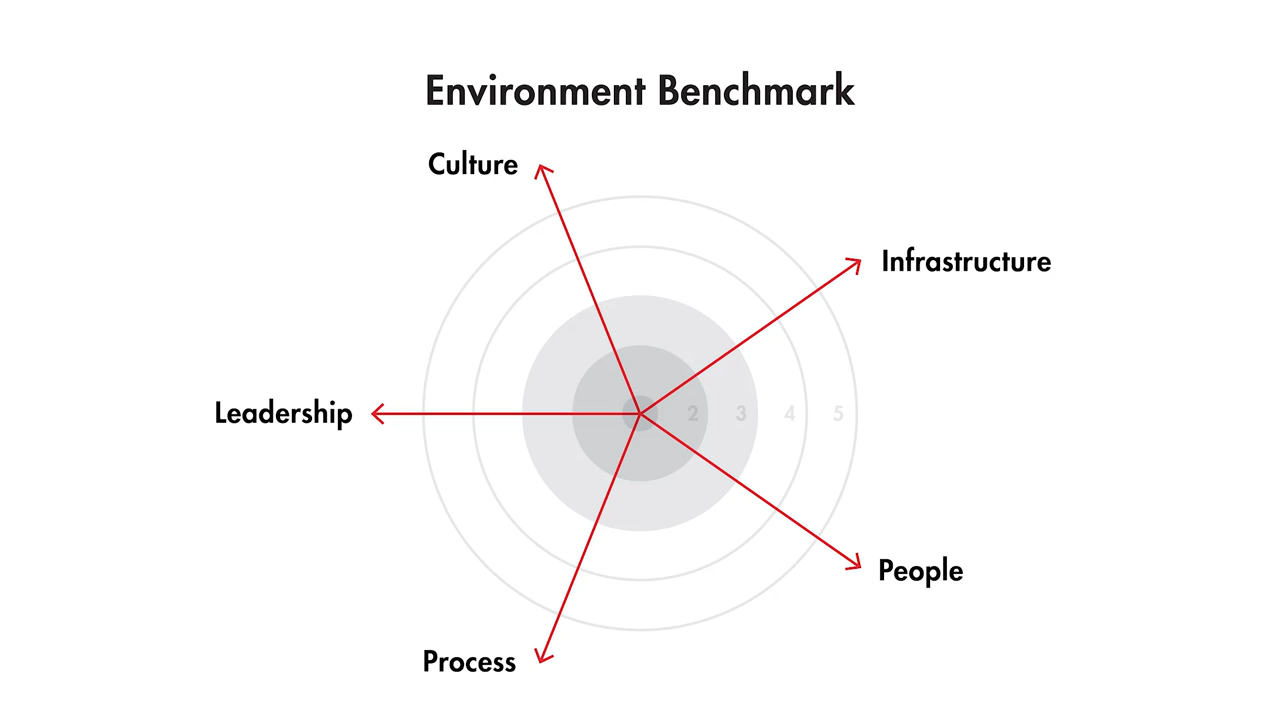 Environment Benchmark
Culture
Infrastructure
Leadership
2 3 4 5
People
Process